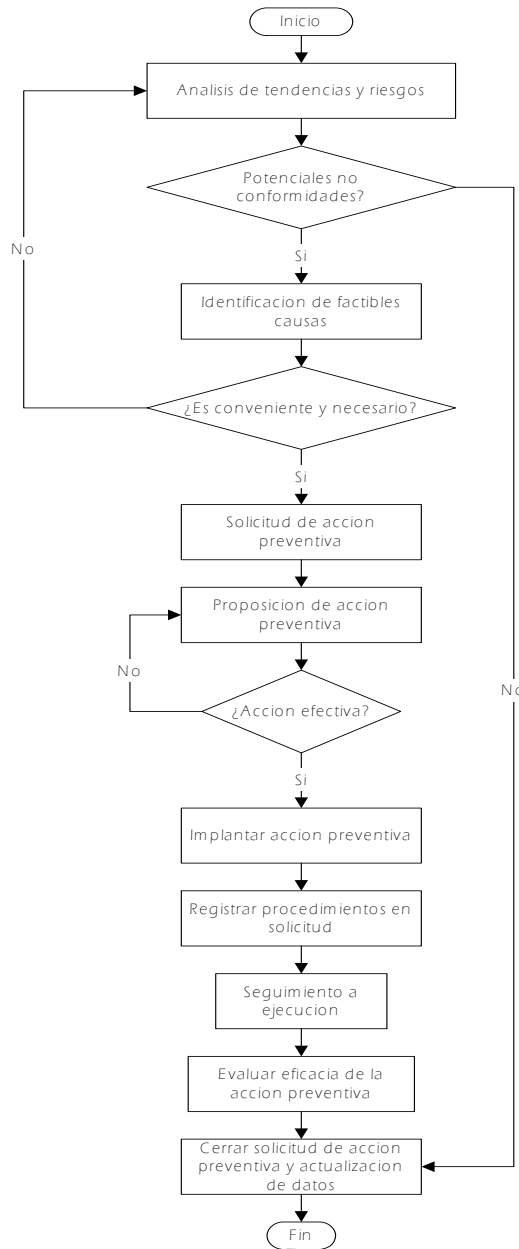 Inicio
Analisis de tendencias y riesgos
Potenciales no
conformidades?
No
Si
Identificacion de factibles
causas
¿Es conveniente y necesario?
Si
Solicitud de accion
preventiva
Proposicion de accion
preventiva
No
No
¿Accion efectiva?
Si
Implantar accion preventiva
Registrar procedimientos en
solicitud
Seguimiento a
ejecucion
Evaluar eficacia de la
accion preventiva
Cerrar solicitud de accion
preventiva y actualizacion
de datos
Fin